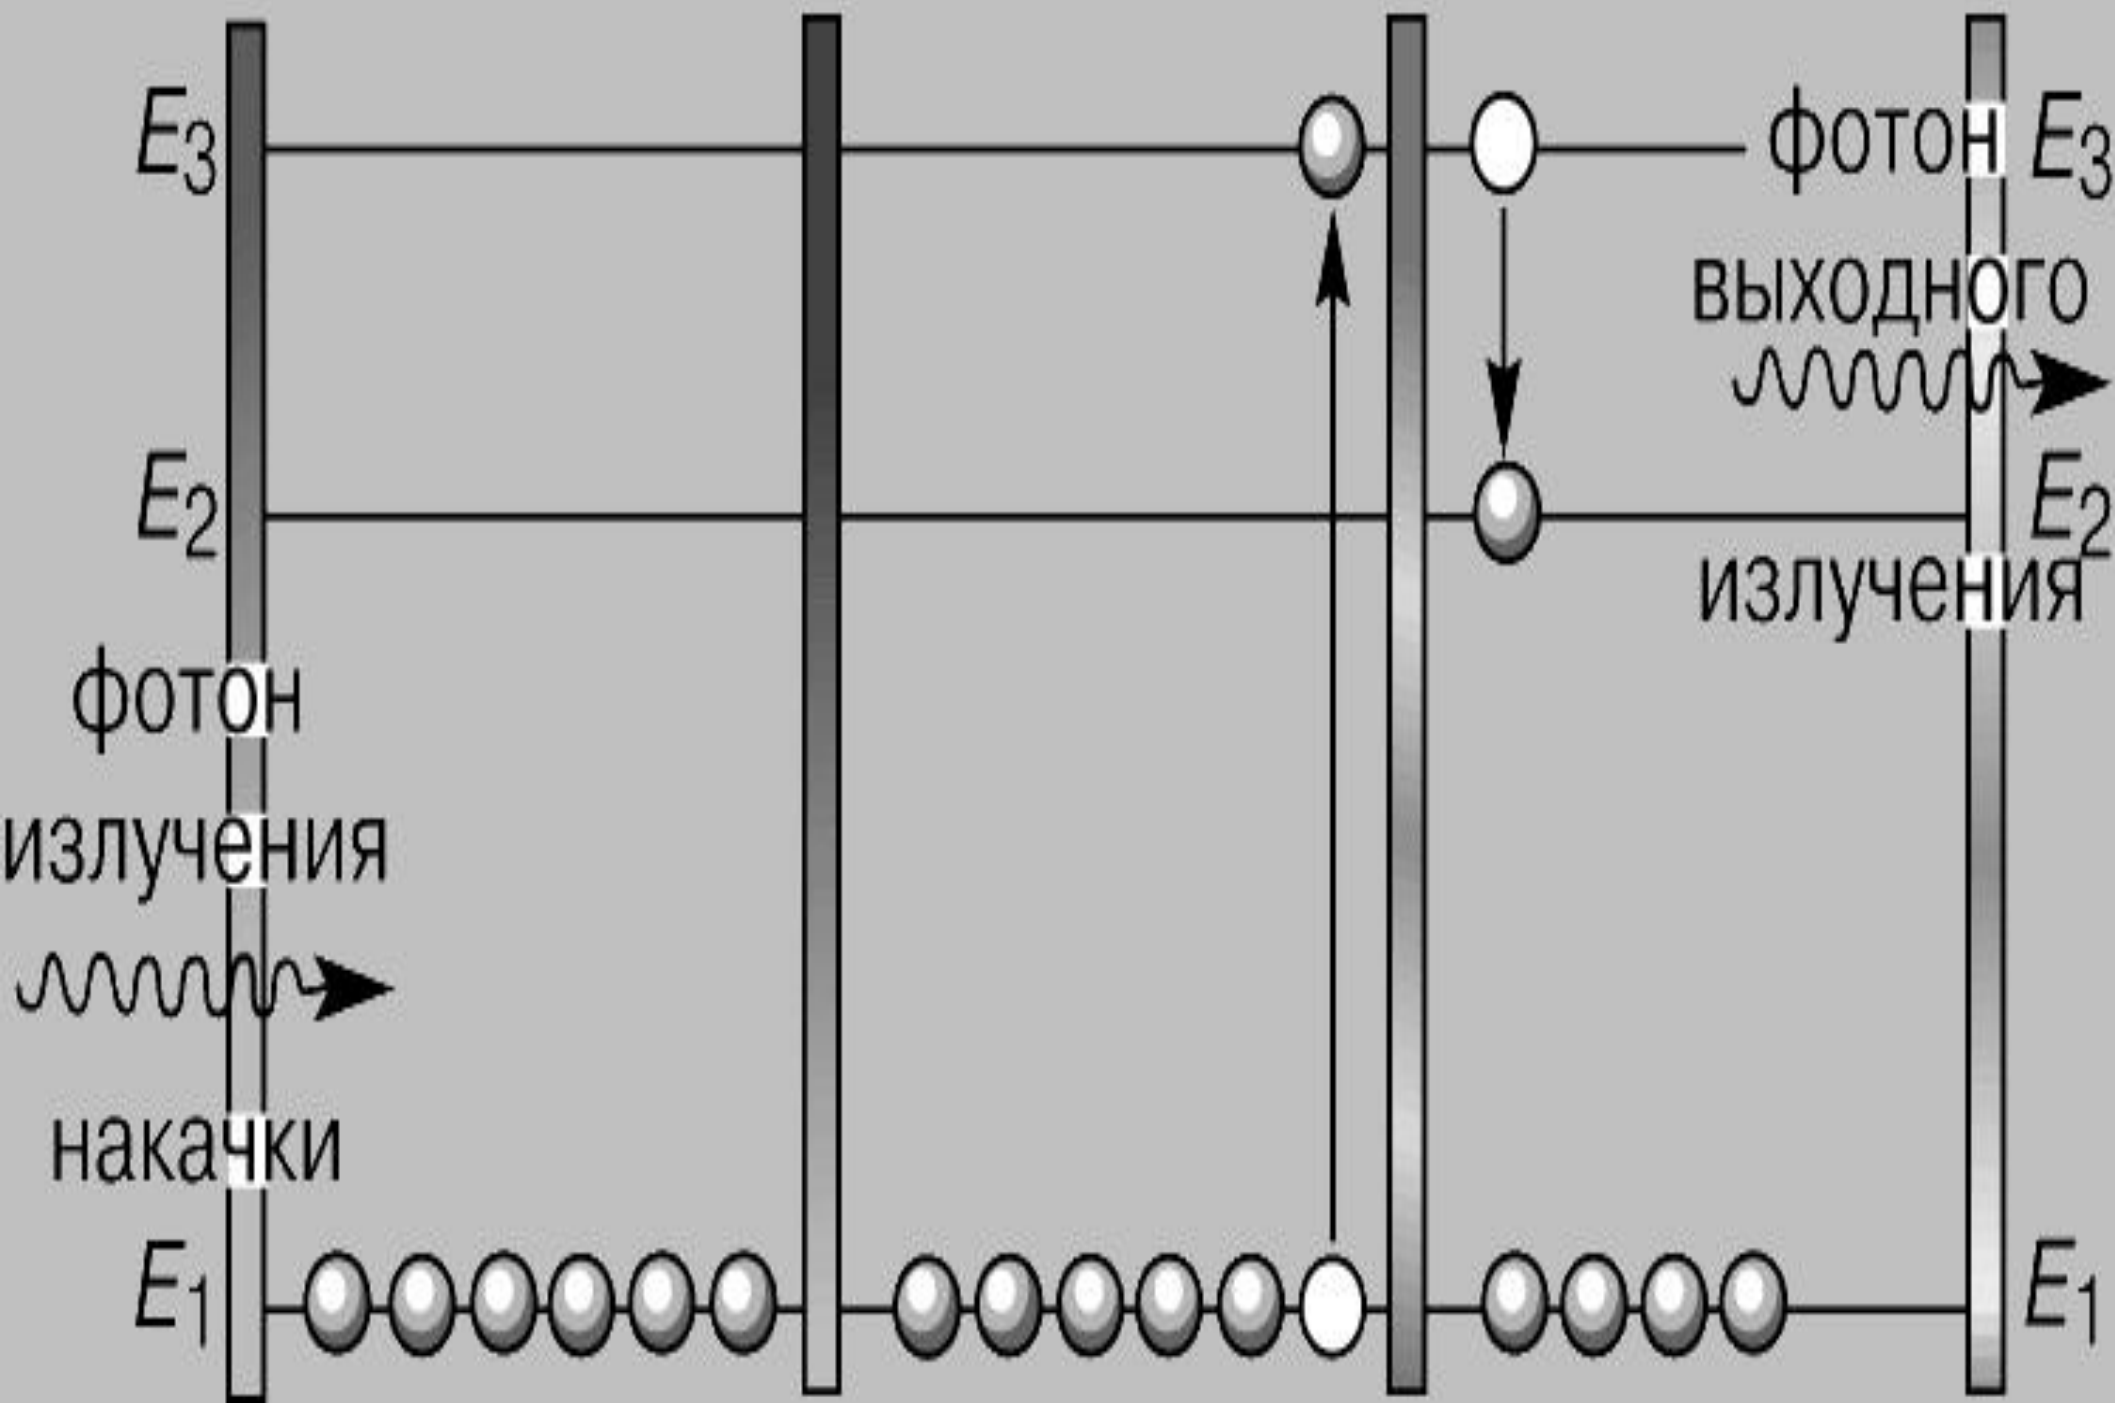 E3
фотон E3
выходного
E2
E2
излучения
фотон
излучения
накачки
E1
E1